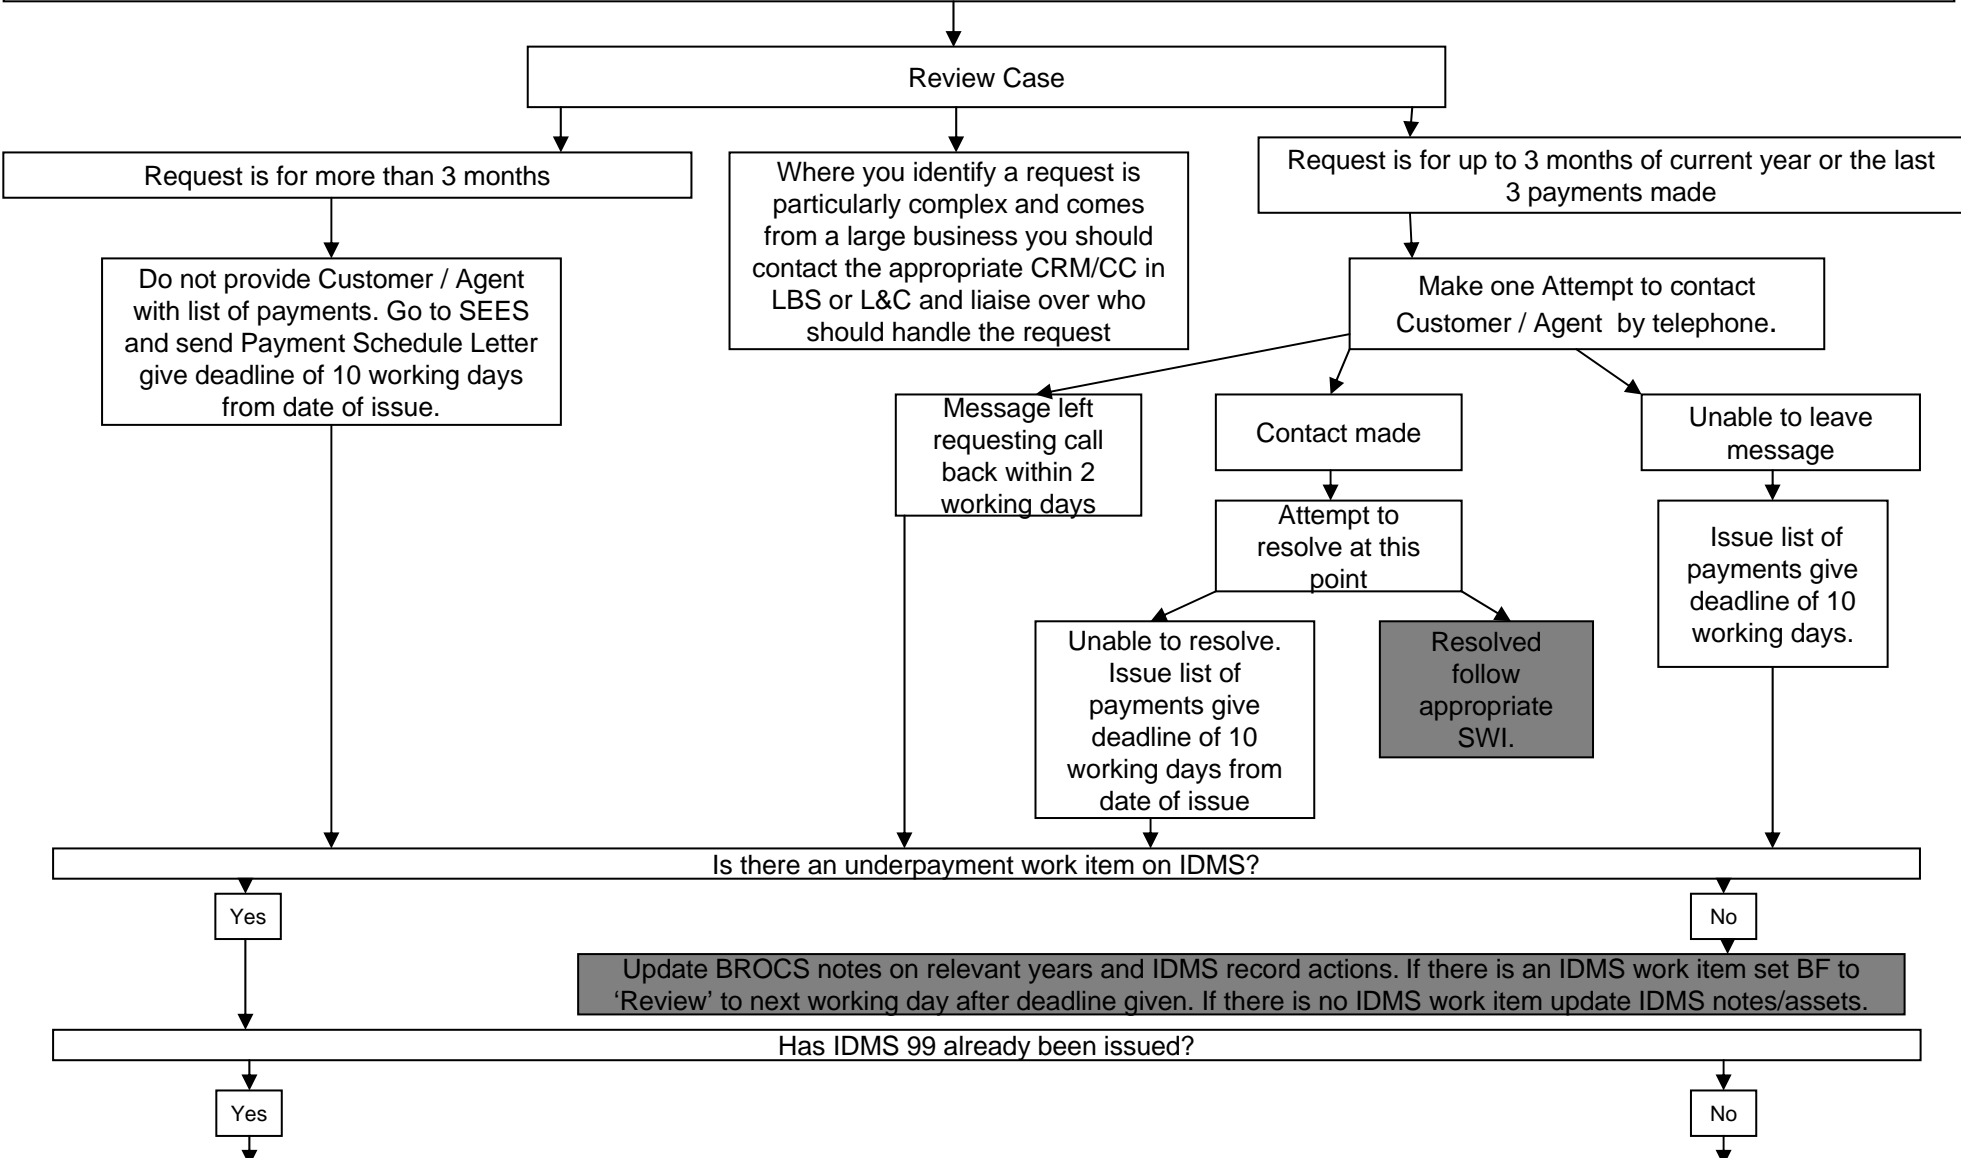 Review Case
Request is for more than 3 months
Where you identify a request is
particularly complex and comes
from a large business you should
contact the appropriate CRM/CC in
LBS or L&C and liaise over who
should handle the request
Request is for up to 3 months of current year or the last
3 payments made
Do not provide Customer / Agent
with list of payments. Go to SEES
and send Payment Schedule Letter
give deadline of 10 working days
from date of issue.
Make one Attempt to contact
Customer / Agent  by telephone.
Message left
requesting call
back within 2
working days
Contact made
Unable to leave
message
Attempt to
resolve at this
point
Issue list of
payments give
deadline of 10
working days.
Unable to resolve.
Issue list of
payments give
deadline of 10
working days from
date of issue
Resolved
follow
appropriate
SWI.
Is there an underpayment work item on IDMS?
Yes
No
Update BROCS notes on relevant years and IDMS record actions. If there is an IDMS work item set BF to
‘Review’ to next working day after deadline given. If there is no IDMS work item update IDMS notes/assets.
Has IDMS 99 already been issued?
Yes
No